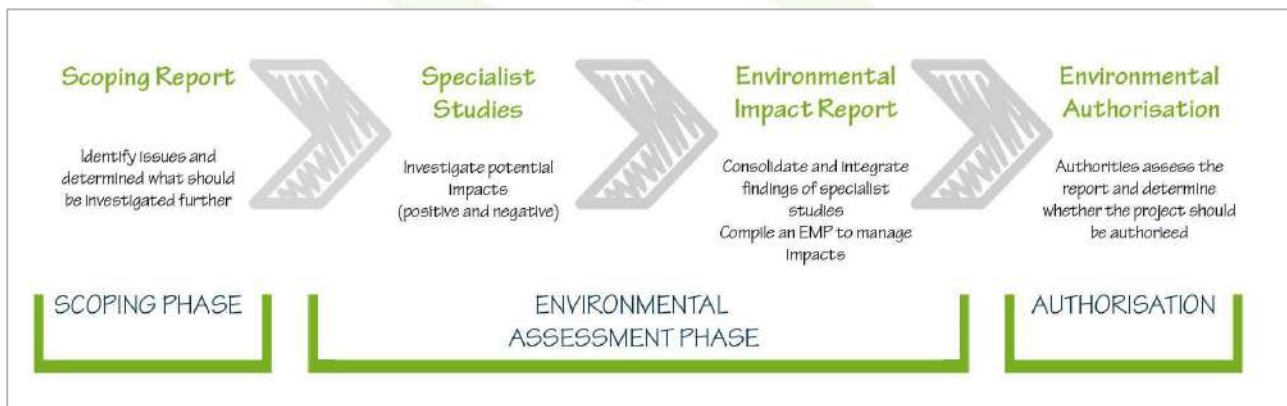 Scoping Report
Identify issues and
determined what should
be investigated further
Specialist
Studies
Investigate potential
impacts
(positive and negative)
Environmental
Impact Report
Consolidate and integrate
findings of specialist
studies
Compile an EMP to manage
impacts
Environmental
Authorisation
Authorities assess the
report and determine
whether the project should
be authorised
SCOPING PHASE
ENVIRONMENTAL
ASSESSMENT PHASE
AUTHORISATION